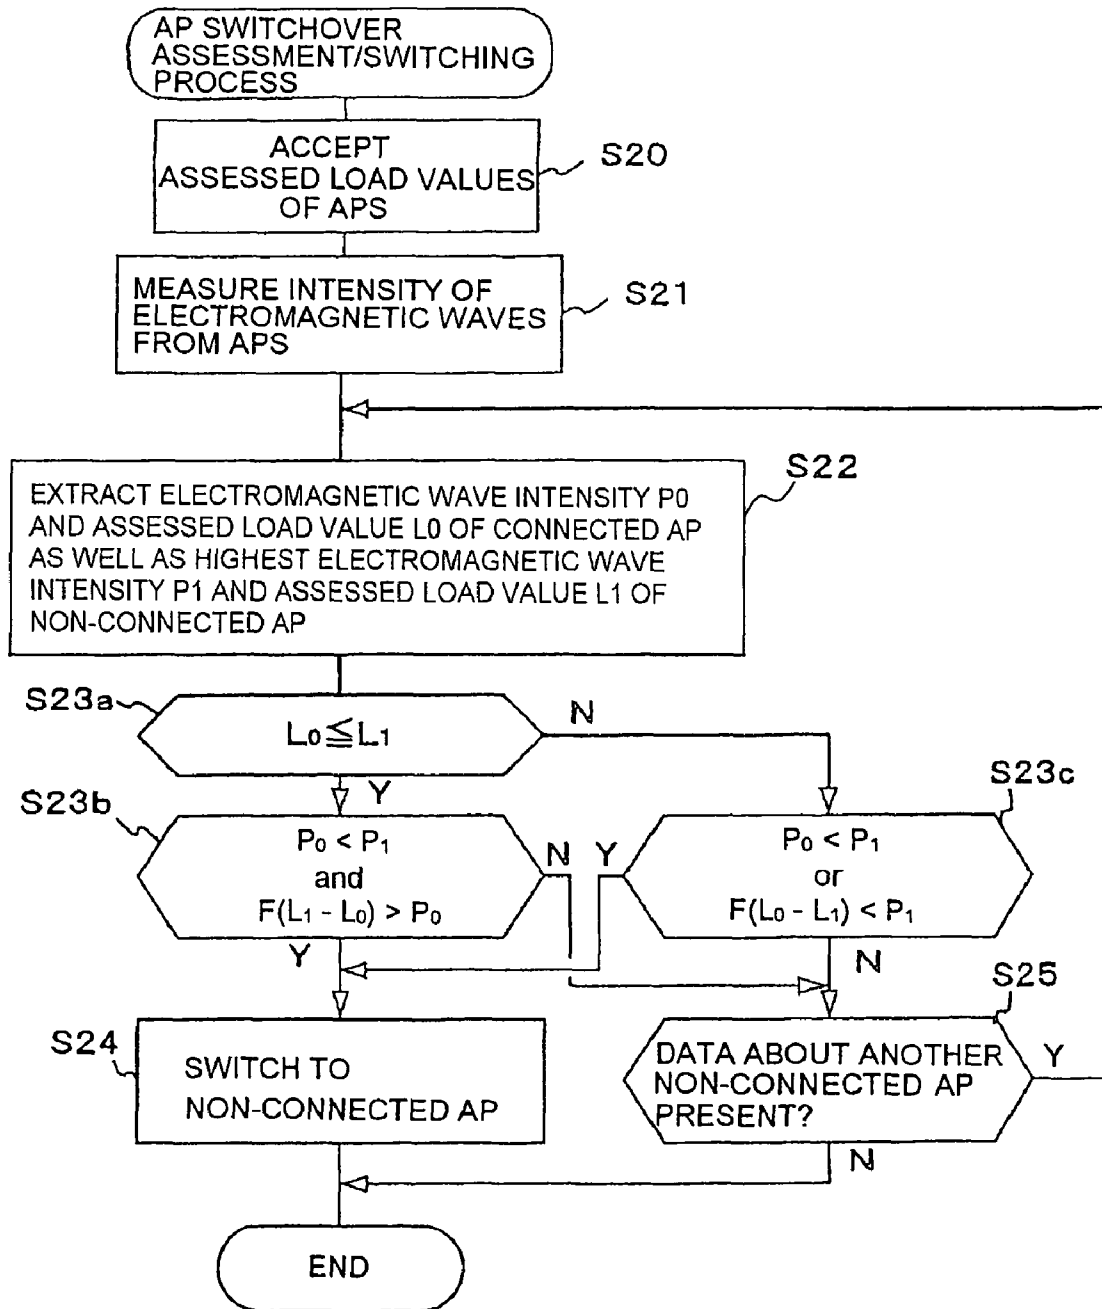 AP SWITCHOVER
ASSESSMENT/SWITCHING
PROCESS
ACCEPT
ASSESSED LOAD VALUES
OF APS
S20
MEASURE INTENSITY OF
ELECTROMAGNETIC WAVES
FROM APS
S21
S22
EXTRACT ELECTROMAGNETIC WAVE INTENSITY P0
AND ASSESSED LOAD VALUE L0 OF CONNECTED AP
AS WELL AS HIGHEST ELECTROMAGNETIC WAVE
INTENSITY P1 AND ASSESSED LOAD VALUE L1 OF
NON-CONNECTED AP
S23a
L0≦L1
N
Y
S23b
P0 < P1
and
F(L1 - L0) > P0
N
Y
S23c
P0 < P1
or
F(L0 - L1) < P1
Y
N
S24
SWITCH TO
NON-CONNECTED AP
S25
DATA ABOUT ANOTHER
NON-CONNECTED AP
PRESENT?
Y
N
END